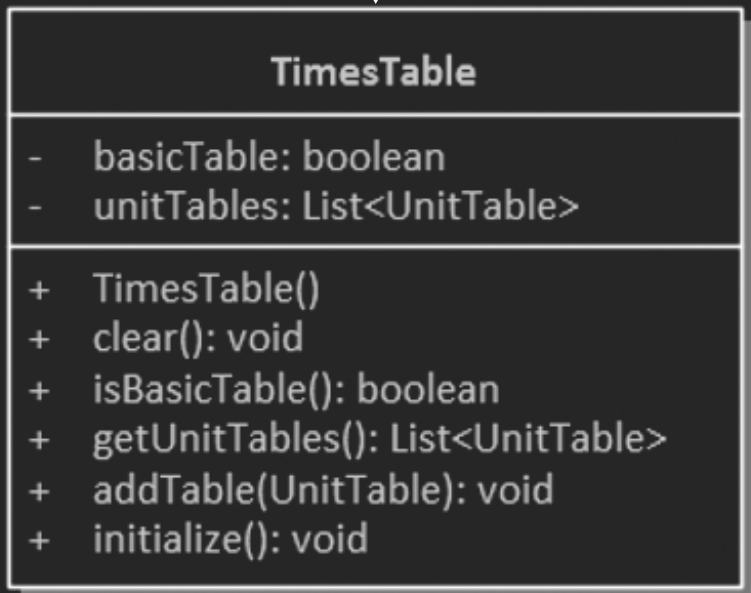 TimesTable
- basicTable: boolean
- unitTables: List<UnitTable>
+ TimesTable()
+ clear(): void
+ isBasicTable(): boolean
+ getUnitTables(): List<UnitTable>
+ addTable(UnitTable): void
+ initialize(): void